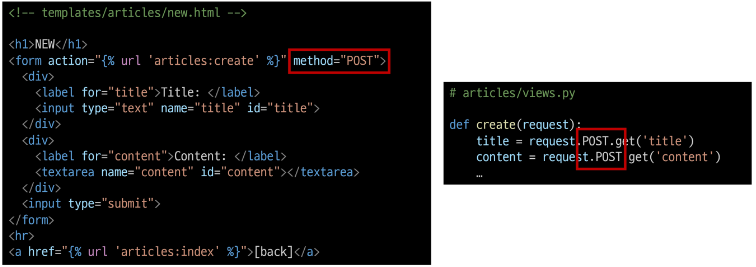 <!-- templates/articles/new.html -->
<h1>NEW</h1>
<form action="{% url 'articles:create' %}" method="POST">
<div>
<label for="title">Title: </label>
<input type="text" name="title" id="title">
</div>
<div>
<label for="content">Content: </label>
<textarea name="content" id="content"></textarea>
</div>
<input type="submit">
</form>
<hr>
<a href="{% url 'articles:index' %}">[back]</a>
# articles/views.py
def create(request):
title = request.POST.get('title')
content = request.POST.get('content')
…